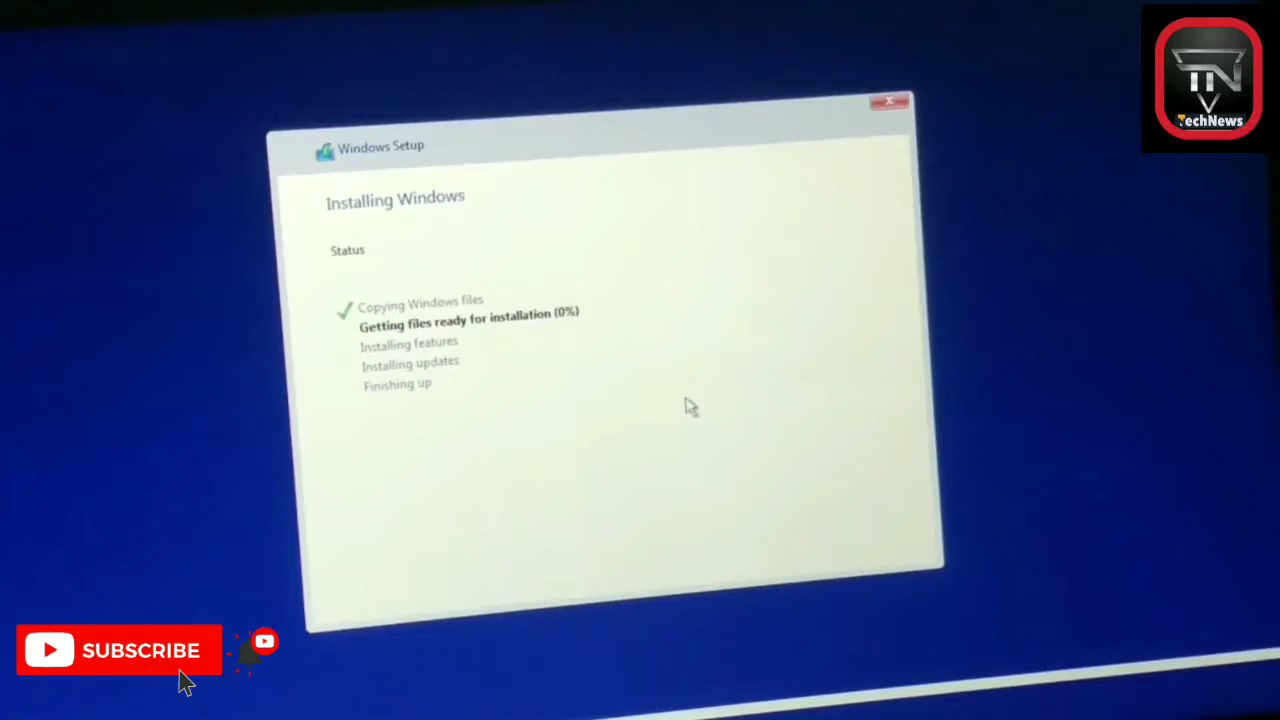 TN
TechNews
Windows Setup
Installing Windows
Status
Copying Windows files
Getting files ready for installation (0%)
Installing features
Installing updates
Finishing up
SUBSCRIBE